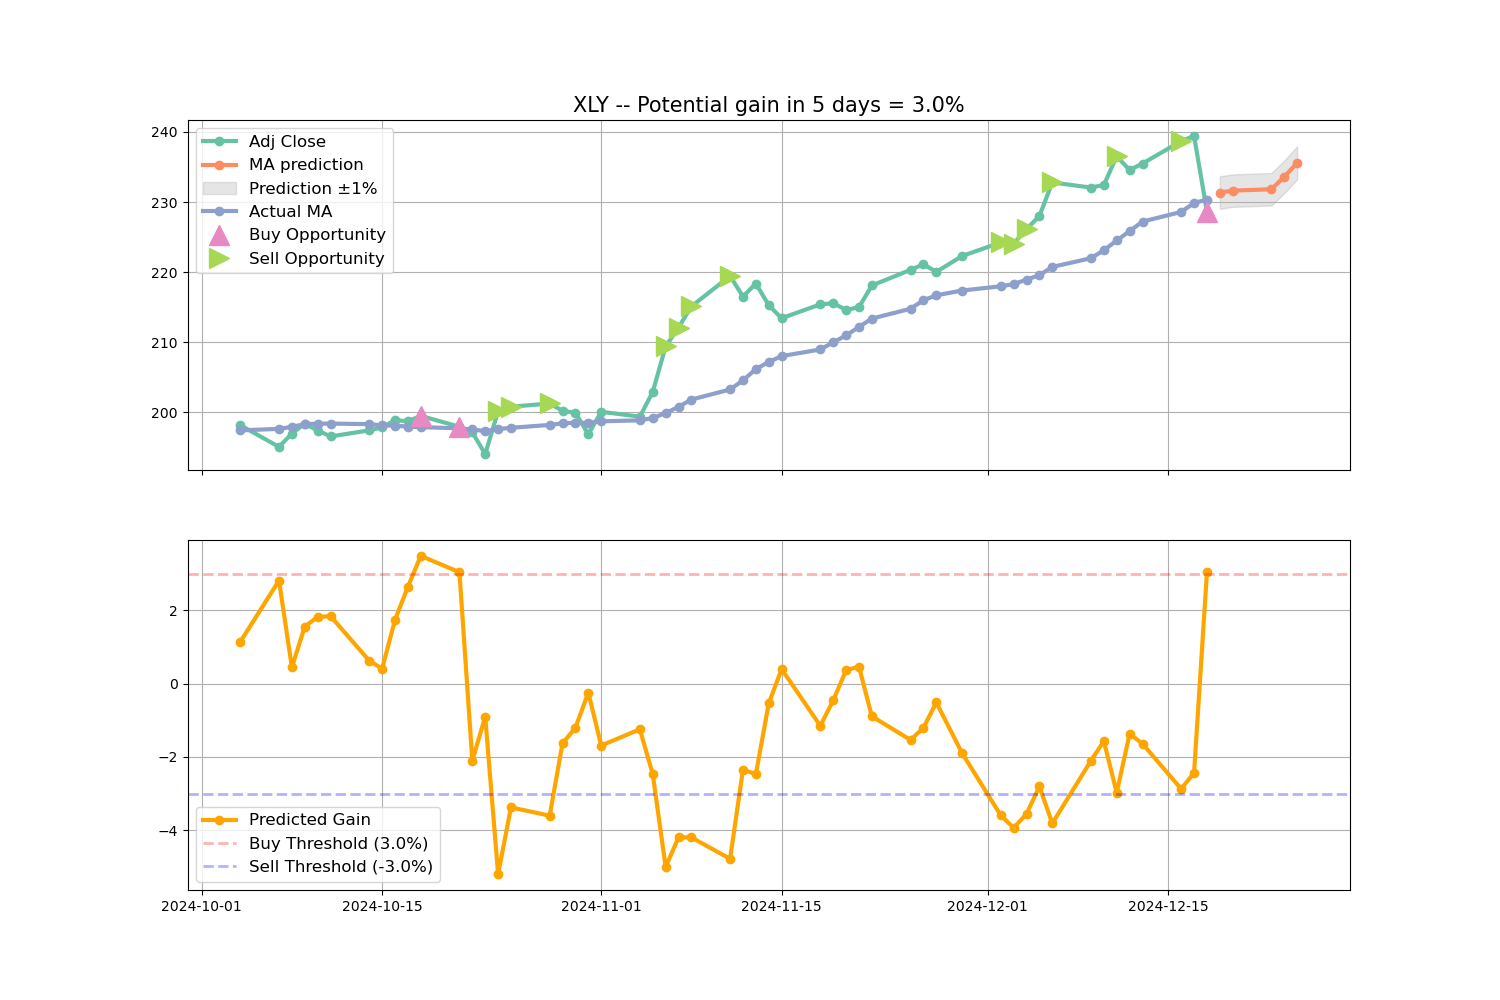 XLY -- Potential gain in 5 days = 3.0%
240
230
220
210
200
Adj Close
MA prediction
Prediction ±1%
Actual MA
Buy Opportunity
Sell Opportunity
2
0
−2
−4
Predicted Gain
Buy Threshold (3.0%)
Sell Threshold (-3.0%)
2024-10-01
2024-10-15
2024-11-01
2024-11-15
2024-12-01
2024-12-15